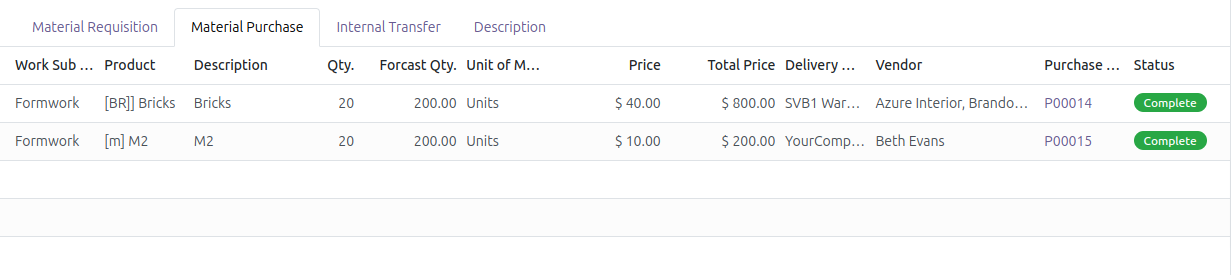 Material Requisition Material Purchase Internal Transfer Description
Work Sub ... Product Description Qty. Forcast Qty. Unit of M... Price Total Price Delivery ... Vendor Purchase ... Status
Formwork [BR]] Bricks Bricks 20 200.00 Units $ 40.00 $ 800.00 SVB1 War... Azure Interior, Brando... P00014 Complete
Formwork [m] M2 M2 20 200.00 Units $ 10.00 $ 200.00 YourComp... Beth Evans P00015 Complete